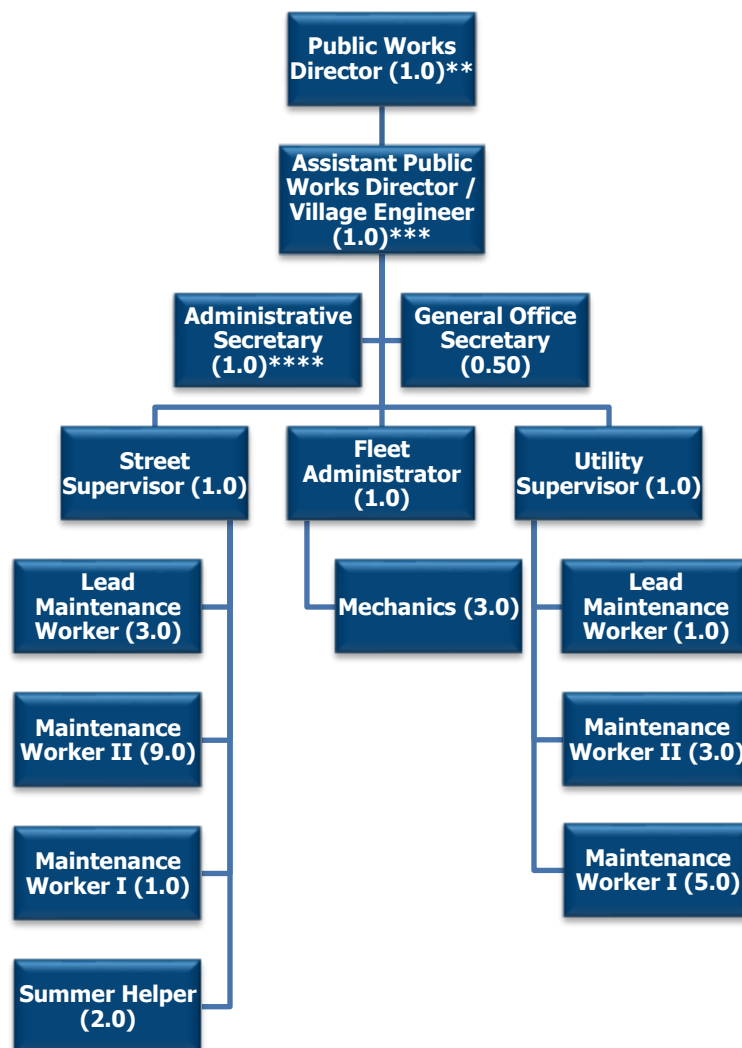 Public Works
Director (1.0)**
Assistant Public
Works Director /
Village Engineer
(1.0)***
Administrative
Secretary
(1.0)****
General Office
Secretary
(0.50)
Street
Supervisor (1.0)
Fleet
Administrator
(1.0)
Utility
Supervisor (1.0)
Lead
Maintenance
Worker (3.0)
Maintenance
Worker II (9.0)
Maintenance
Worker I (1.0)
Summer Helper
(2.0)
Mechanics (3.0)
Lead
Maintenance
Worker (1.0)
Maintenance
Worker II (3.0)
Maintenance
Worker I (5.0)